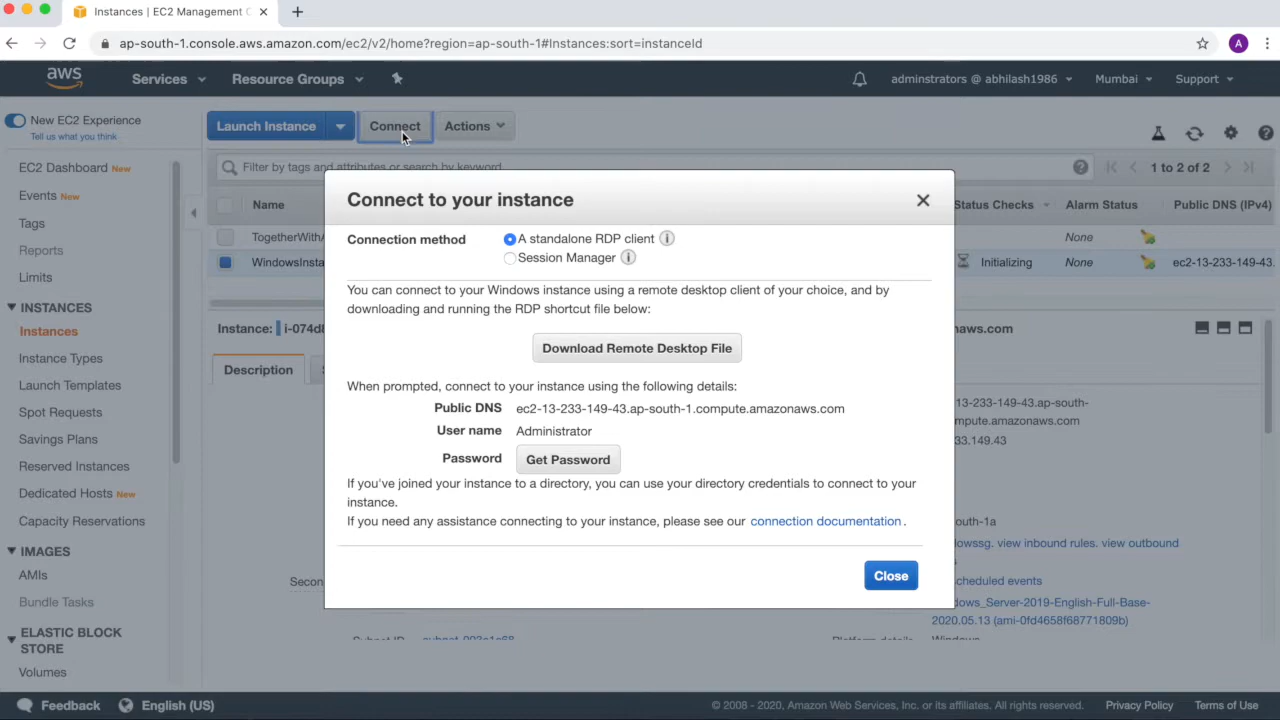 Instances | EC2 Management C
ap-south-1.console.aws.amazon.com/ec2/v2/home?region=ap-south-1#Instances:sort=instanceId
A
aws
Services
Resource Groups
adminstrators @ abhilash1986
Mumbai
Support
New EC2 Experience
Tell us what you think
Launch Instance
Connect
Actions
EC2 Dashboard New
Events New
Tags
Reports
Limits
INSTANCES
Instances
Instance Types
Launch Templates
Spot Requests
Savings Plans
Reserved Instances
Dedicated Hosts New
Capacity Reservations
IMAGES
AMIs
Bundle Tasks
ELASTIC BLOCK
STORE
Volumes
Filter by tags and attributes or search by keyword
1 to 2 of 2
Name
Status Checks
Alarm Status
Public DNS (IPv4)
None
WindowsInsta
Initializing
None
ec2-13-233-149-43.
Instance:
naws.com
Description
Connect to your instance
Connection method
A standalone RDP client
Session Manager
You can connect to your Windows instance using a remote desktop client of your choice, and by
downloading and running the RDP shortcut file below:
Download Remote Desktop File
When prompted, connect to your instance using the following details:
Public DNS ec2-13-233-149-43.ap-south-1.compute.amazonaws.com
User name Administrator
Password Get Password
If you've joined your instance to a directory, you can use your directory credentials to connect to your
instance.
If you need any assistance connecting to your instance, please see our connection documentation.
Close
-13-233-149-43.ap-south-
mpute.amazonaws.com
33.149.43
outh-1a
lowssg. view inbound rules. view outbound
scheduled events
dows_Server-2019-English-Full-Base-
2020.05.13 (ami-0fd4658f68771809b)
Secon
Subnet ID
Platform details
Windows
Feedback
English (US)
© 2008 - 2020, Amazon Web Services, Inc. or its affiliates. All rights reserved.
Privacy Policy
Terms of Use